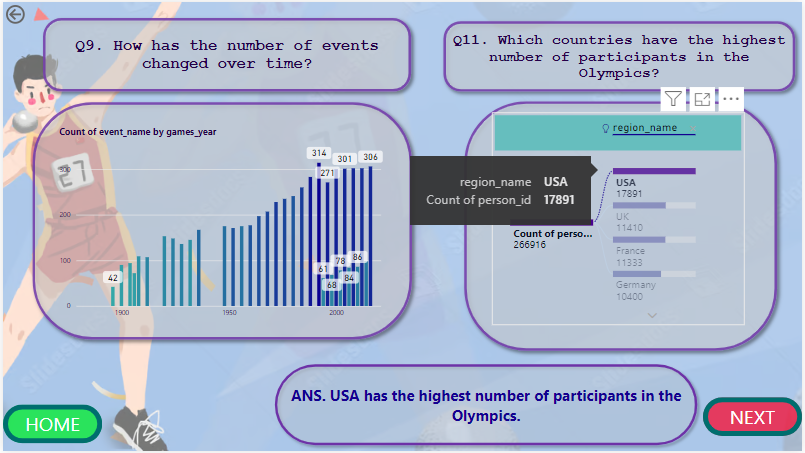 Q9. How has the number of events
changed over time?
Q11. Which countries have the highest
number of participants in the
Olympics?
Count of event_name by games_year
300
200
100
0
42
314
271
301
306
61
68
78
84
86
1900
1950
2000
region_name
region_name USA
Count of person_id 17891
Count of perso...
266916
USA
17891
UK
11410
France
11333
Germany
10400
27
ANS. USA has the highest number of participants in the
Olympics.
HOME
NEXT